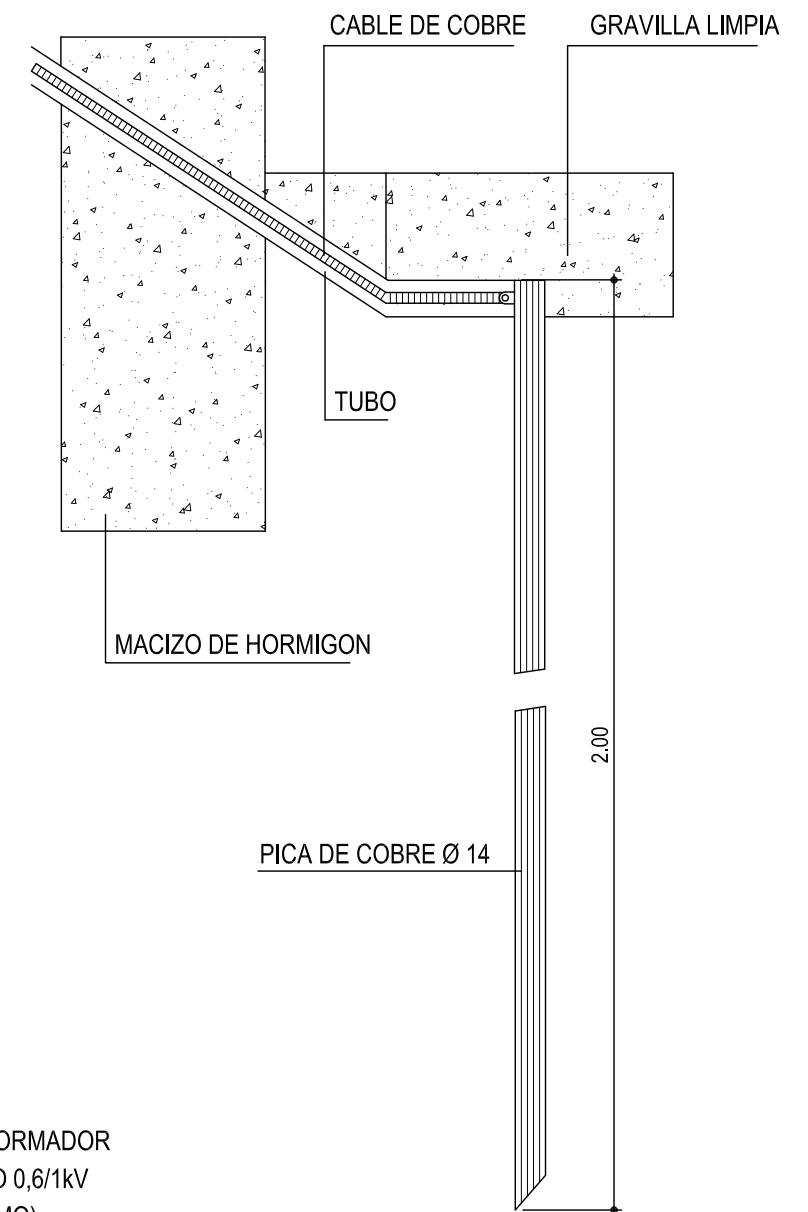 CABLE DE COBRE
GRAVILLA LIMPIA
TUBO
MACIZO DE HORMIGON
2.00
PICA DE COBRE Ø 14
ORMADOR
0,6/1kV